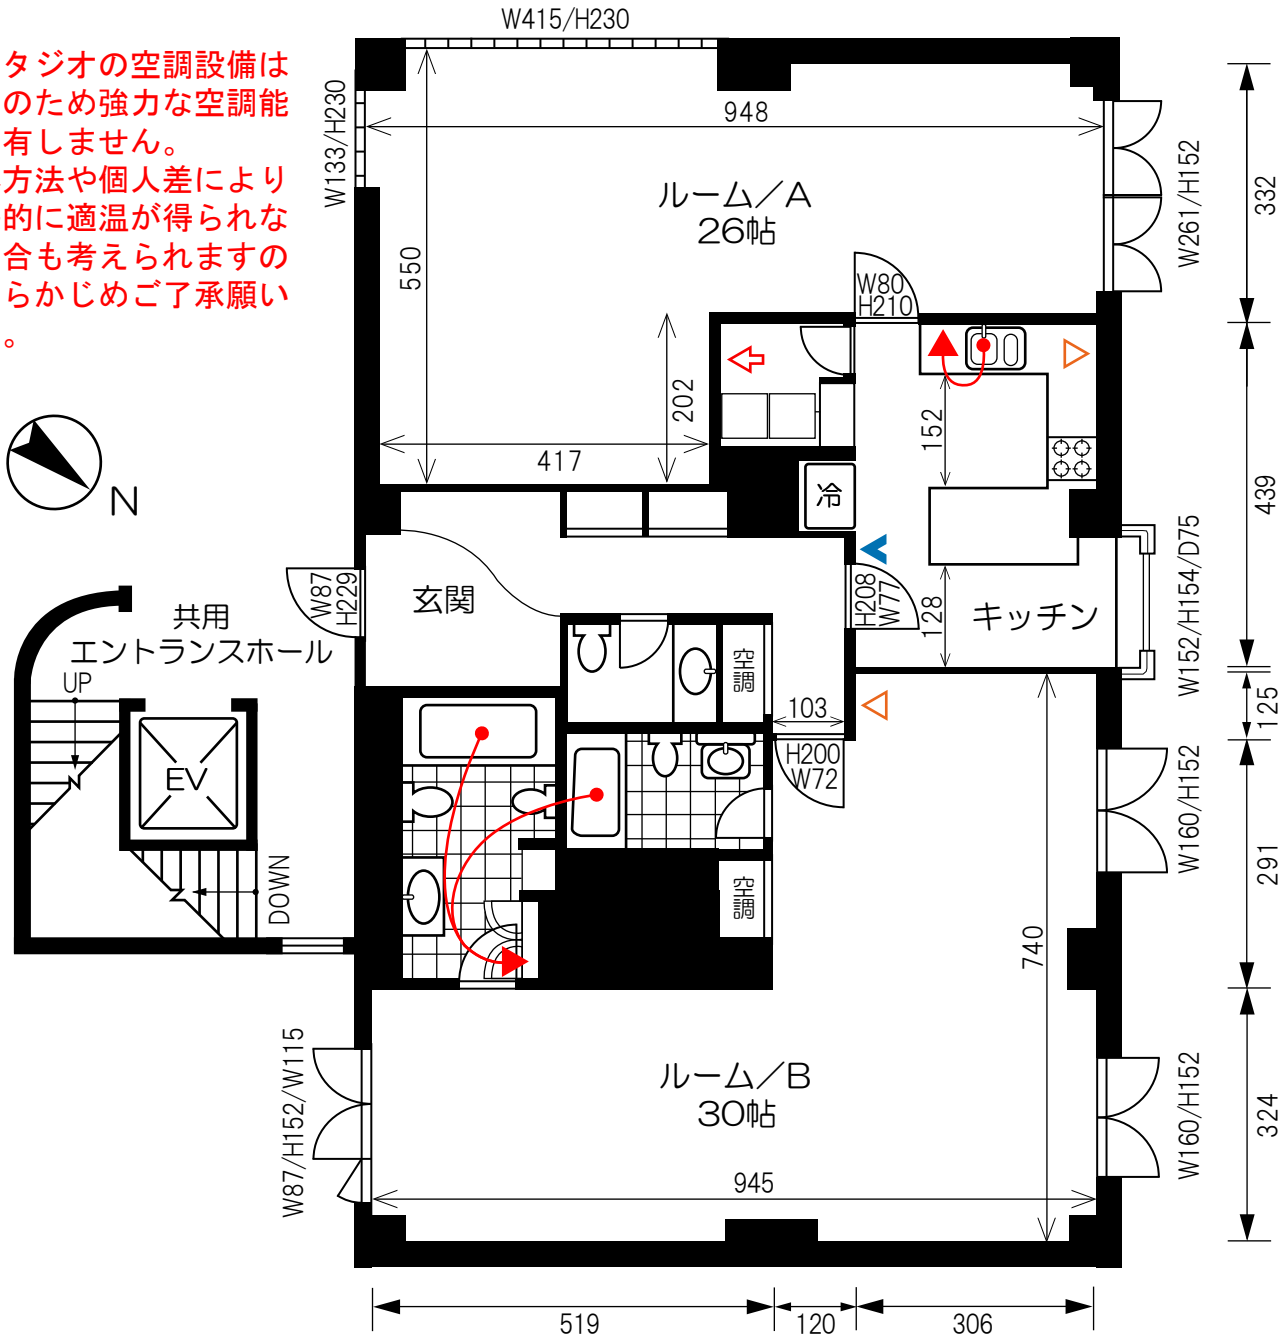 W415/H230
タジオの空調設備は
のため強力な空調能
有しません。
方法や個人差により
的に適温が得られな
合も考えられますの
らかじめご了承願い
。
W133/H230
948
ルーム／A
26帖
550
W261/H152
332
W80
H210
202
417
152
439
冷
N
玄関
W87
H229
H208
W77
128
キッチン
W152/H154/D75
共用
エントランスホール
UP
EV
DOWN
空調
103
H200
W72
125
W160/H152
291
空調
740
W87/H152/W115
ルーム／B
30帖
W160/H152
324
945
519
120
306